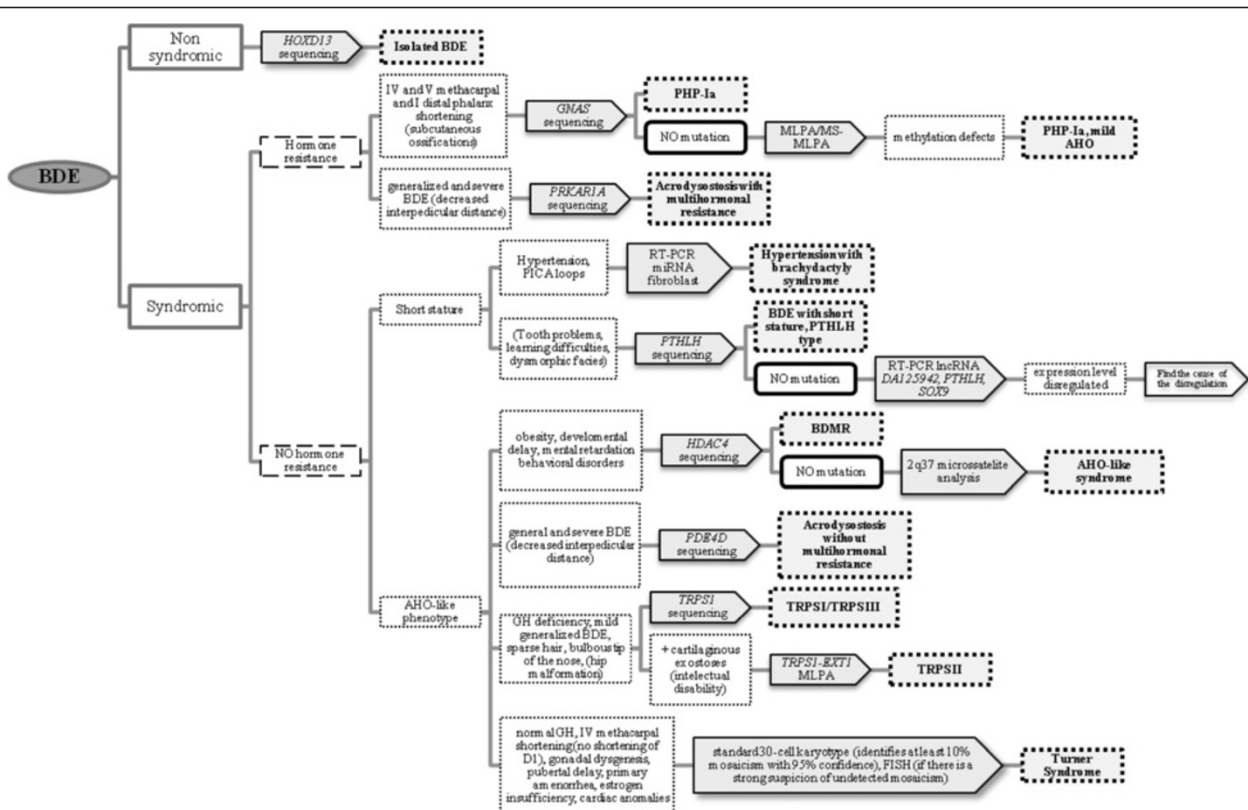 BDE
Non
syndromic
HOXD13
sequencing
Isolated BDE
Syndromic
Hormone
resistance
IV and V methacarpal
and I distal phalanx
shortening
(subcutaneous
ossifications)
GNAS
sequencing
PHP-Ia
NO mutation
MLPA/MS-
MLPA
methylation defects
PHP-Ia, mild
AHO
generalized and severe
BDE (decreased
interpedicular distance)
PRKAR1A
sequencing
Acrodysostosis with
multihormonal
resistance
NO hormone
resistance
Short stature
Hypertension,
PICA loops
RT-PCR
miRNA
fibroblast
Hypertension with
brachydactyly
syndrome
(Tooth problems,
learning difficulties,
dysmorphic facies)
PTHLH
sequencing
BDE with short
stature, PTHLH
type
NO mutation
RT-PCR lncRNA
DA125942, PTHLH,
SOX9
expression level
disregulated
Find the cause of
the disregulation
AHO-like
phenotype
obesity, develomental
delay, mental retardation
behavioral disorders
HDAC4
sequencing
BDMR
NO mutation
2q37 microssatelite
analysis
AHO-like
syndrome
general and severe BDE
(decreased interpedicular
distance)
PDE4D
sequencing
Acrodysostosis
without
multihormonal
resistance
GH deficiency, mild
generalized BDE,
sparse hair, bulbous tip
of the nose, (hip
malformation)
TRPS1
sequencing
TRPSI/TRPSIII
+ cartilaginous
exostoses
(intelectual
disability)
TRPS1-EXT1
MLPA
TRPSII
normal GH, IV methacarpal
shortening (no shortening of
D1), gonadal dysgenesis,
pubertal delay, primary
amenorrhea, estrogen
insufficiency, cardiac anomalies
standard 30-cell karyotype (identifies at least 10%
mosaicism with 95% confidence), FISH (if there is a
strong suspicion of undetected mosaicism)
Turner
Syndrome